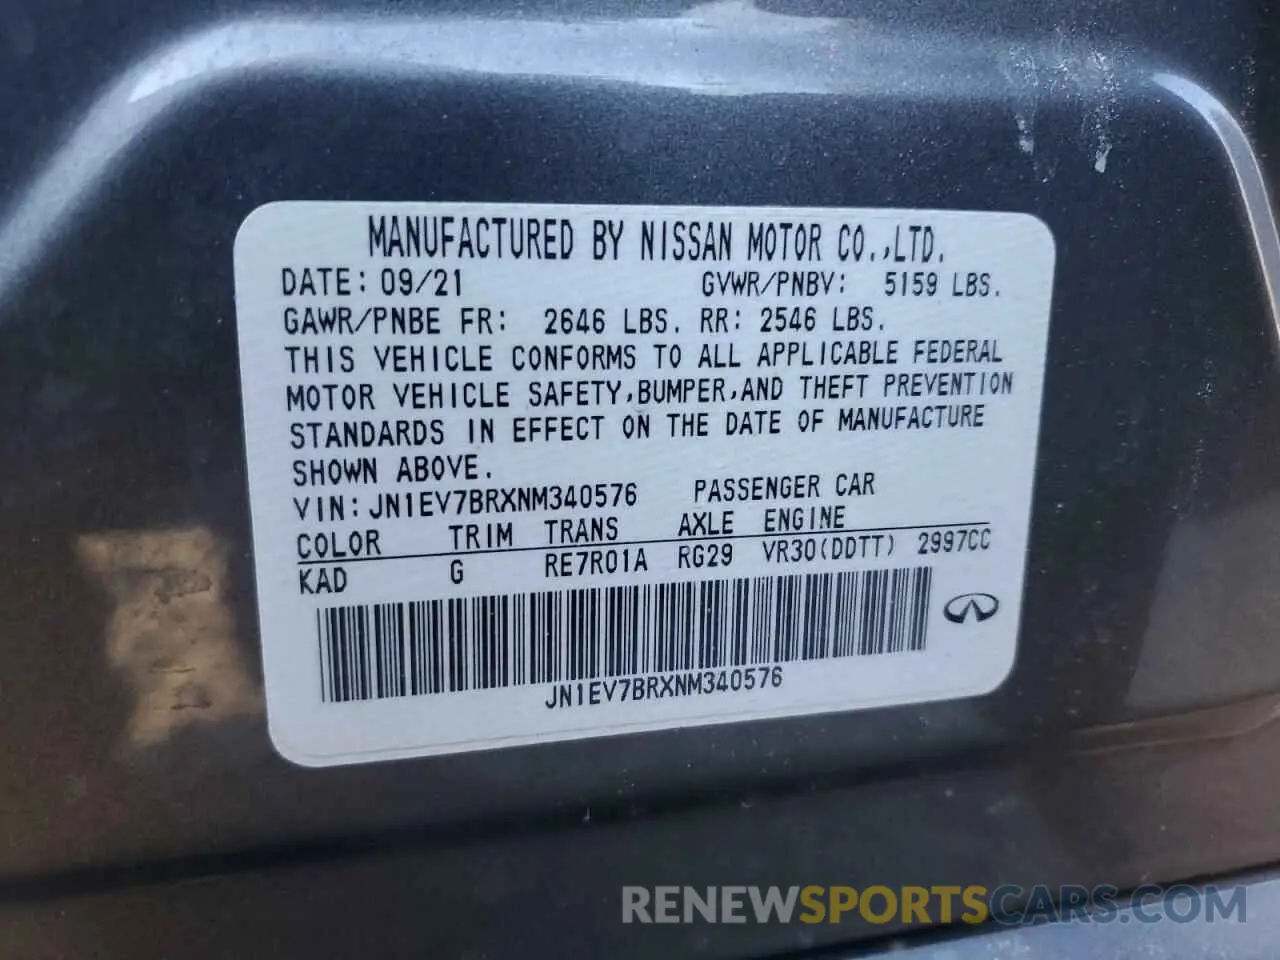 MANUFACTURED BY NISSAN MOTOR CO.,LTD.
DATE: 09/21 GVWR/PNBV: 5159 LBS.
GAWR/PNBE FR: 2646 LBS. RR: 2546 LBS.
THIS VEHICLE CONFORMS TO ALL APPLICABLE FEDERAL
MOTOR VEHICLE SAFETY,BUMPER,AND THEFT PREVENTION
STANDARDS IN EFFECT ON THE DATE OF MANUFACTURE
SHOWN ABOVE.
VIN: JN1EV7BRXNM340576 PASSENGER CAR
COLOR TRIM TRANS AXLE ENGINE
KAD G RE7R01A RG29 VR30(DDTT) 2997CC
JN1EV7BRXNM340576
RENEWSPORTSCARS.COM